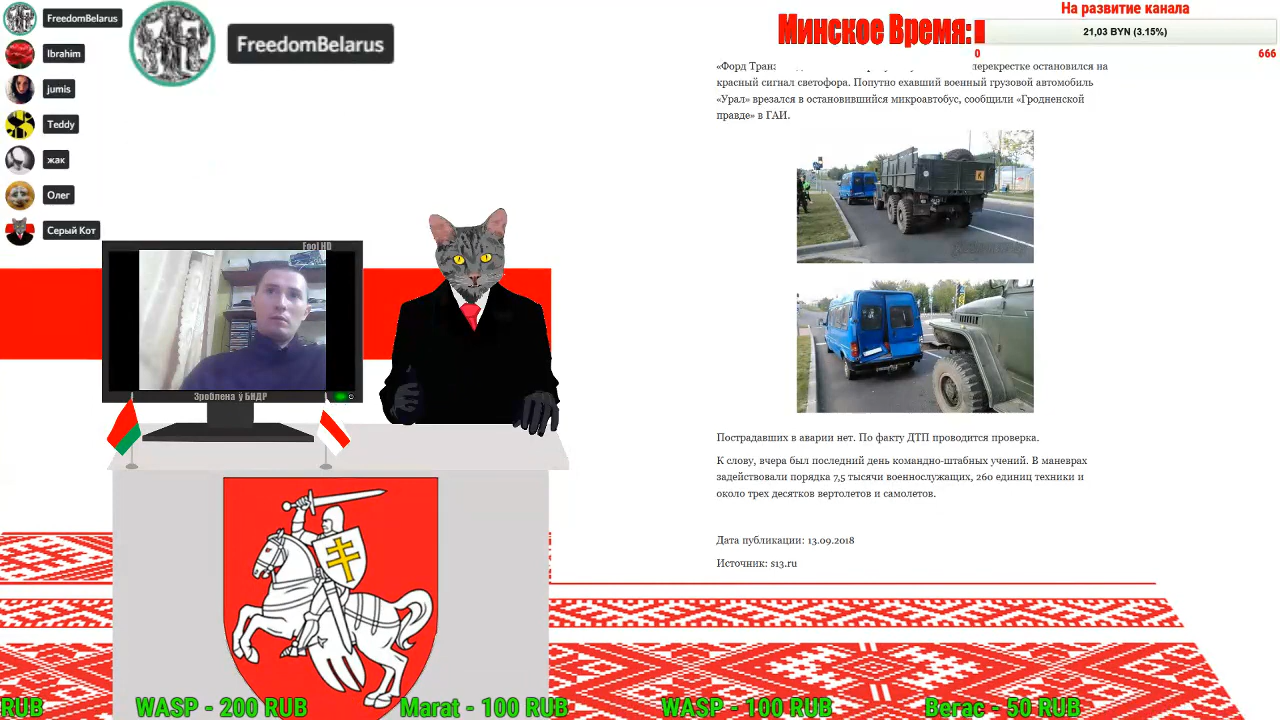 FreedomBelarus
Ibrahim
jumis
Teddy
жак
Олег
Серый Кот
FreedomBelarus
Минское Время:
На развитие канала
21,03 BYN (3.15%)
0
666
«Форд Тран
перекрестке остановился на
красный сигнал светофора. Попутно ехавший военный грузовой автомобиль
«Урал» врезался в остановившийся микроавтобус, сообщили «Гродненской
правде» в ГАИ.
Fool HD
Зроблена ў БНДР
Пострадавших в аварии нет. По факту ДТП проводится проверка.
К слову, вчера был последний день командно-штабных учений. В маневрах
задействовали порядка 7,5 тысячи военнослужащих, 260 единиц техники и
около трех десятков вертолетов и самолетов.
Дата публикации: 13.09.2018
Источник: s13.ru
RUB
WASP - 200 RUB
Marat - 100 RUB
WASP - 100 RUB
Вегас - 50 RUB